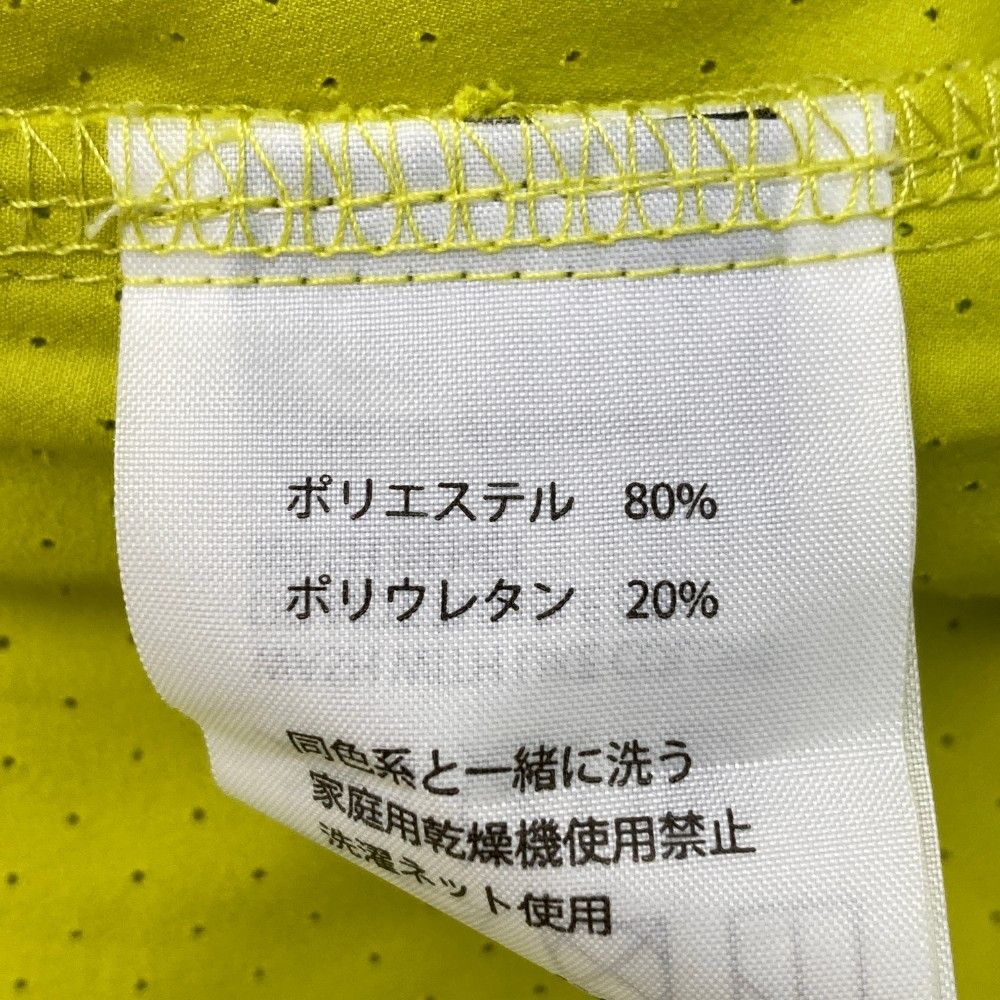 ポリエステル 80%
ポリウレタン 20%
同色系と一緒に洗う
家庭用乾燥機使用禁止
洗濯ネット使用